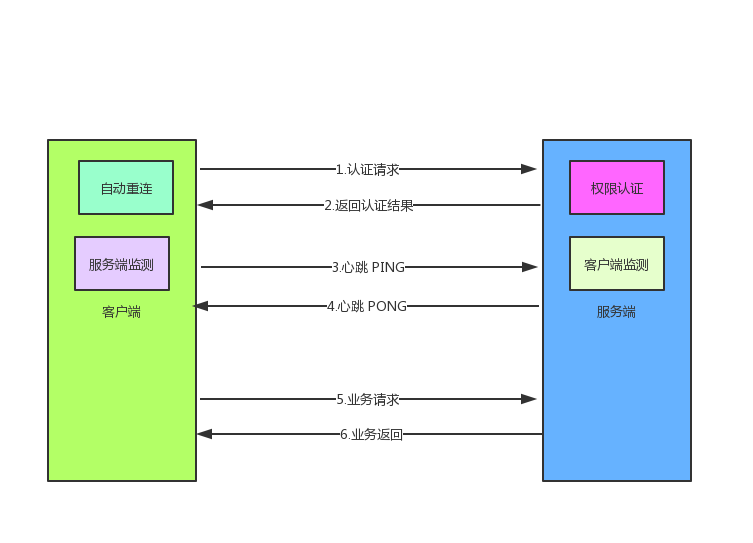 自动重连
1.认证请求
权限认证
2.返回认证结果
服务端监测
3.心跳 PING
客户端监测
客户端
4.心跳 PONG
服务端
5.业务请求
6.业务返回